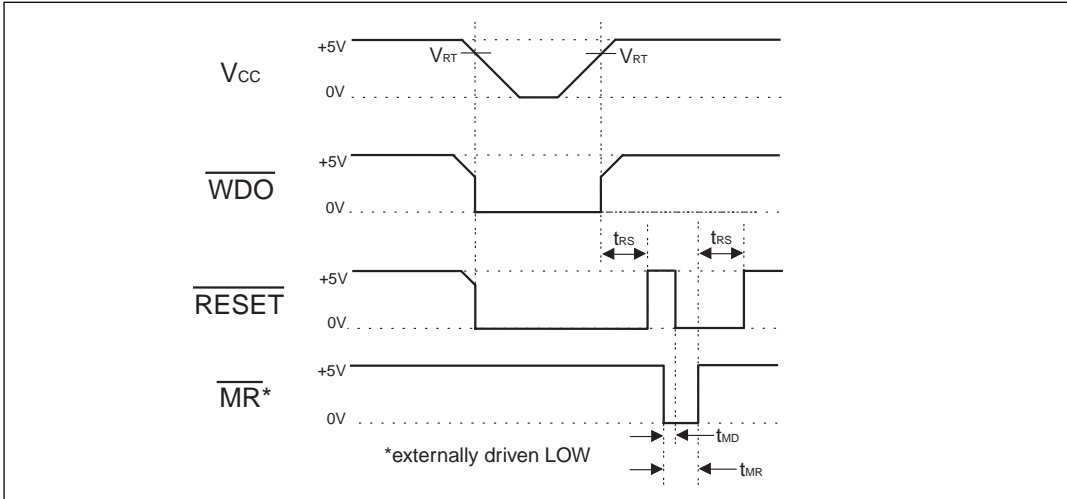 +5V
VRT
VRT
VCC
0V
+5V
WDO
0V
tRS
tRS
+5V
RESET
0V
+5V
MR*
0V
tMD
*externally driven LOW
tMR